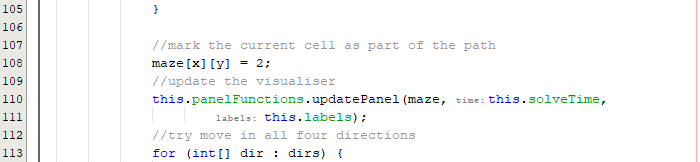 105 }
106
107 //mark the current cell as part of the path
108 maze[x][y] = 2;
109 //update the visualiser
110 this.panelFunctions.updatePanel(maze, time: this.solveTime,
111 labels: this.labels);
112 //try move in all four directions
113 for (int[] dir : dirs) {